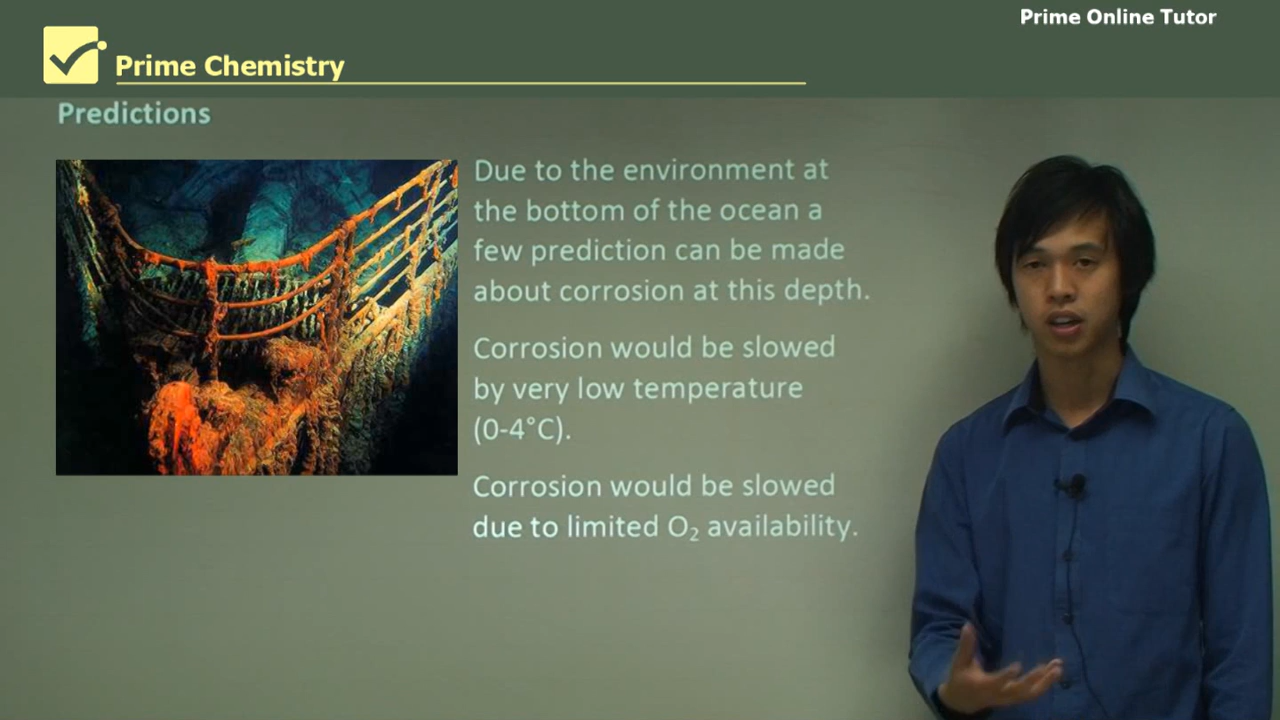 Prime Online Tutor
Prime Chemistry
Predictions
Due to the environment at
the bottom of the ocean a
few prediction can be made
about corrosion at this depth.
Corrosion would be slowed
by very low temperature
(0-4°C).
Corrosion would be slowed
due to limited O₂ availability.